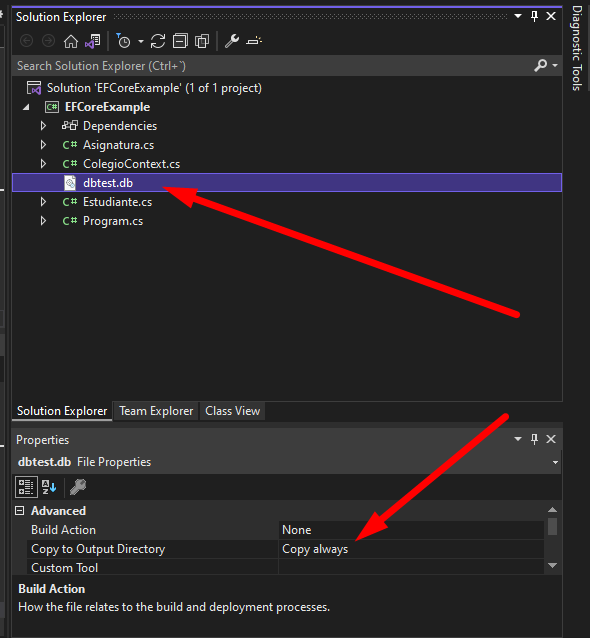 Solution Explorer
Search Solution Explorer (Ctrl+`)
Solution 'EFCoreExample' (1 of 1 project)
C# EFCoreExample
Dependencies
C# Asignatura.cs
C# ColegioContext.cs
dbtest.db
C# Estudiante.cs
C# Program.cs
Solution Explorer Team Explorer Class View
Properties
dbtest.db File Properties
Advanced
Build Action None
Copy to Output Directory Copy always
Custom Tool
Build Action
How the file relates to the build and deployment processes.
Diagnostic Tools